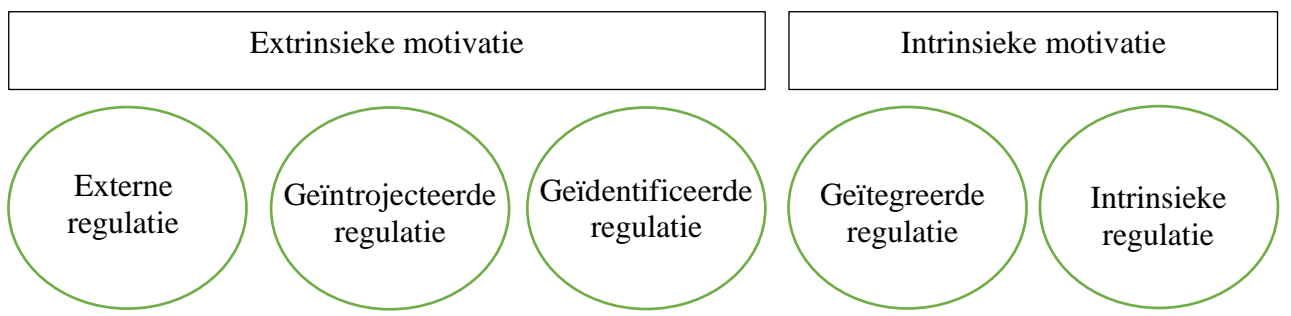 Extrinsieke motivatie
Intrinsieke motivatie
Externe
regulatie
Geïntrojecteerde
regulatie
Geïdentificeerde
regulatie
Geïtegreerde
regulatie
Intrinsieke
regulatie